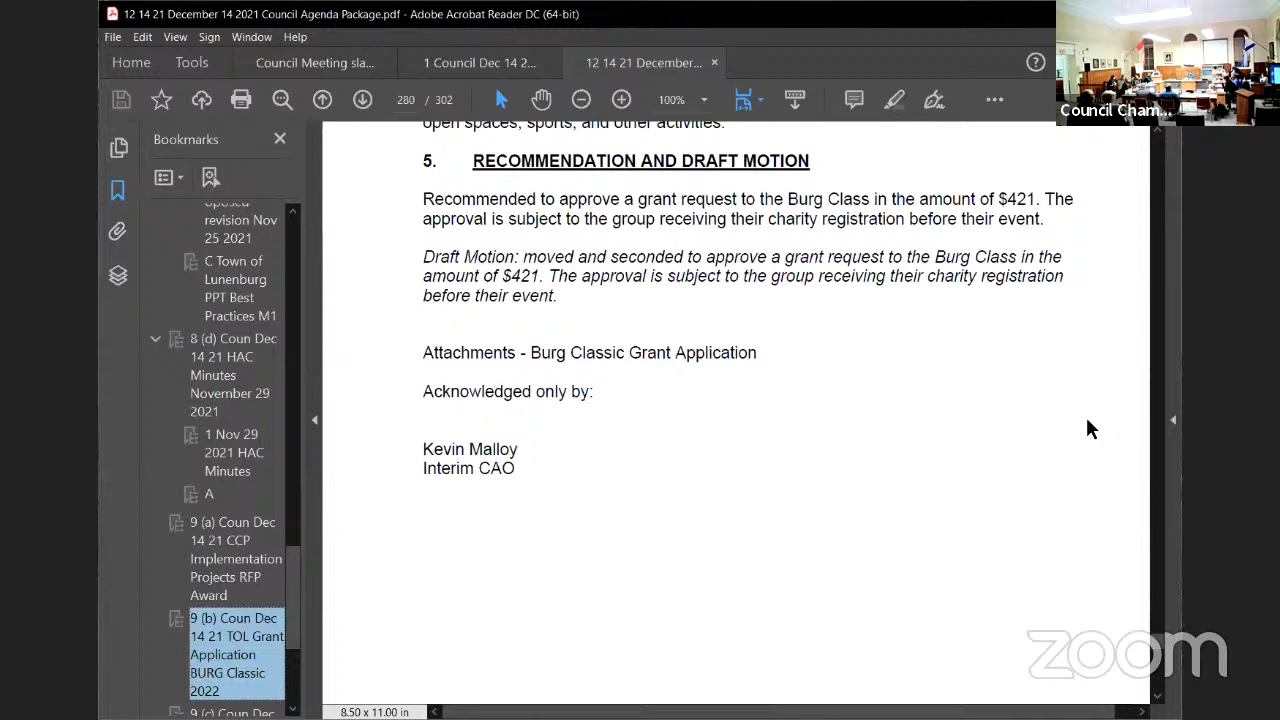 12 14 21 December 14 2021 Council Agenda Package.pdf - Adobe Acrobat Reader DC (64-bit)
File Edit View Sign Window Help
Home Tools Council Meeting sla... 1 Council Dec 14 2... 12 14 21 December... ×
280 / 302 100%
Council Cham...
Bookmarks
oposed
revision Nov
25 2021
C Town of
Lunenburg
PPT Best
Practices M1
8 (d) Coun Dec
14 21 HAC
Minutes
November 29
2021
1 Nov 29
2021 HAC
Minutes
A
9 (a) Coun Dec
14 21 CCP
Implementation
Projects RFP
Award
9 (b) Coun Dec
14 21 TOL Grant
Application
BURG Classic
2022
9 (c) Coun Dec
open spaces, sports, and other activities.
5. RECOMMENDATION AND DRAFT MOTION
Recommended to approve a grant request to the Burg Class in the amount of $421. The
approval is subject to the group receiving their charity registration before their event.
Draft Motion: moved and seconded to approve a grant request to the Burg Class in the
amount of $421. The approval is subject to the group receiving their charity registration
before their event.
Attachments - Burg Classic Grant Application
Acknowledged only by:
Kevin Malloy
Interim CAO
8.50 x 11.00 in
zoom